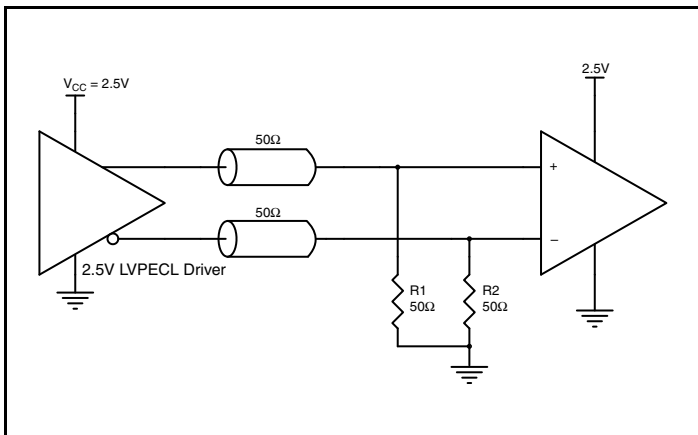 V_CC = 2.5V
2.5V
50Ω
50Ω
+
–
2.5V LVPECL Driver
R1
50Ω
R2
50Ω